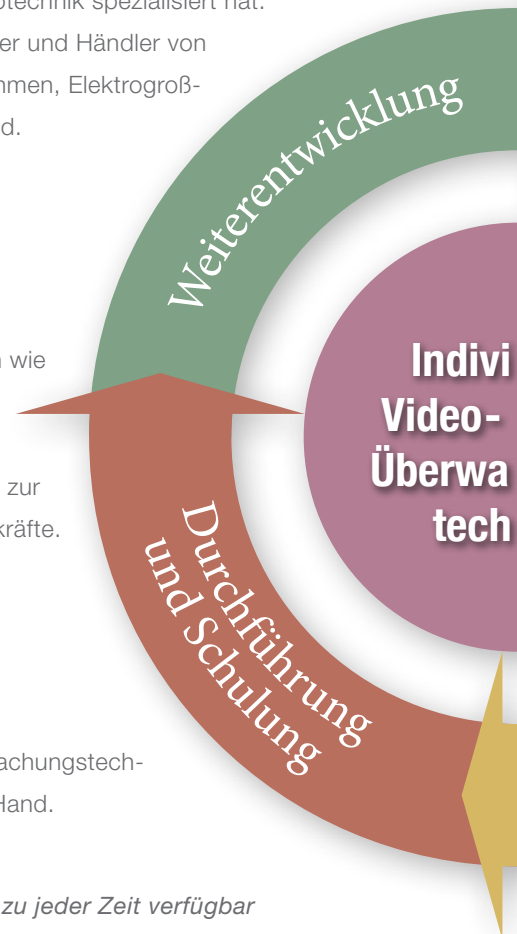 otechnik spezialisiert hat.
er und Händler von
hmen, Elektrogroß-
d.
wie
zur
kräfte.
achungstech-
Hand.
zu jeder Zeit verfügbar
Weiterentwicklung
Durchführung
und Schulung
Indivi
Video-
Überwa
tech